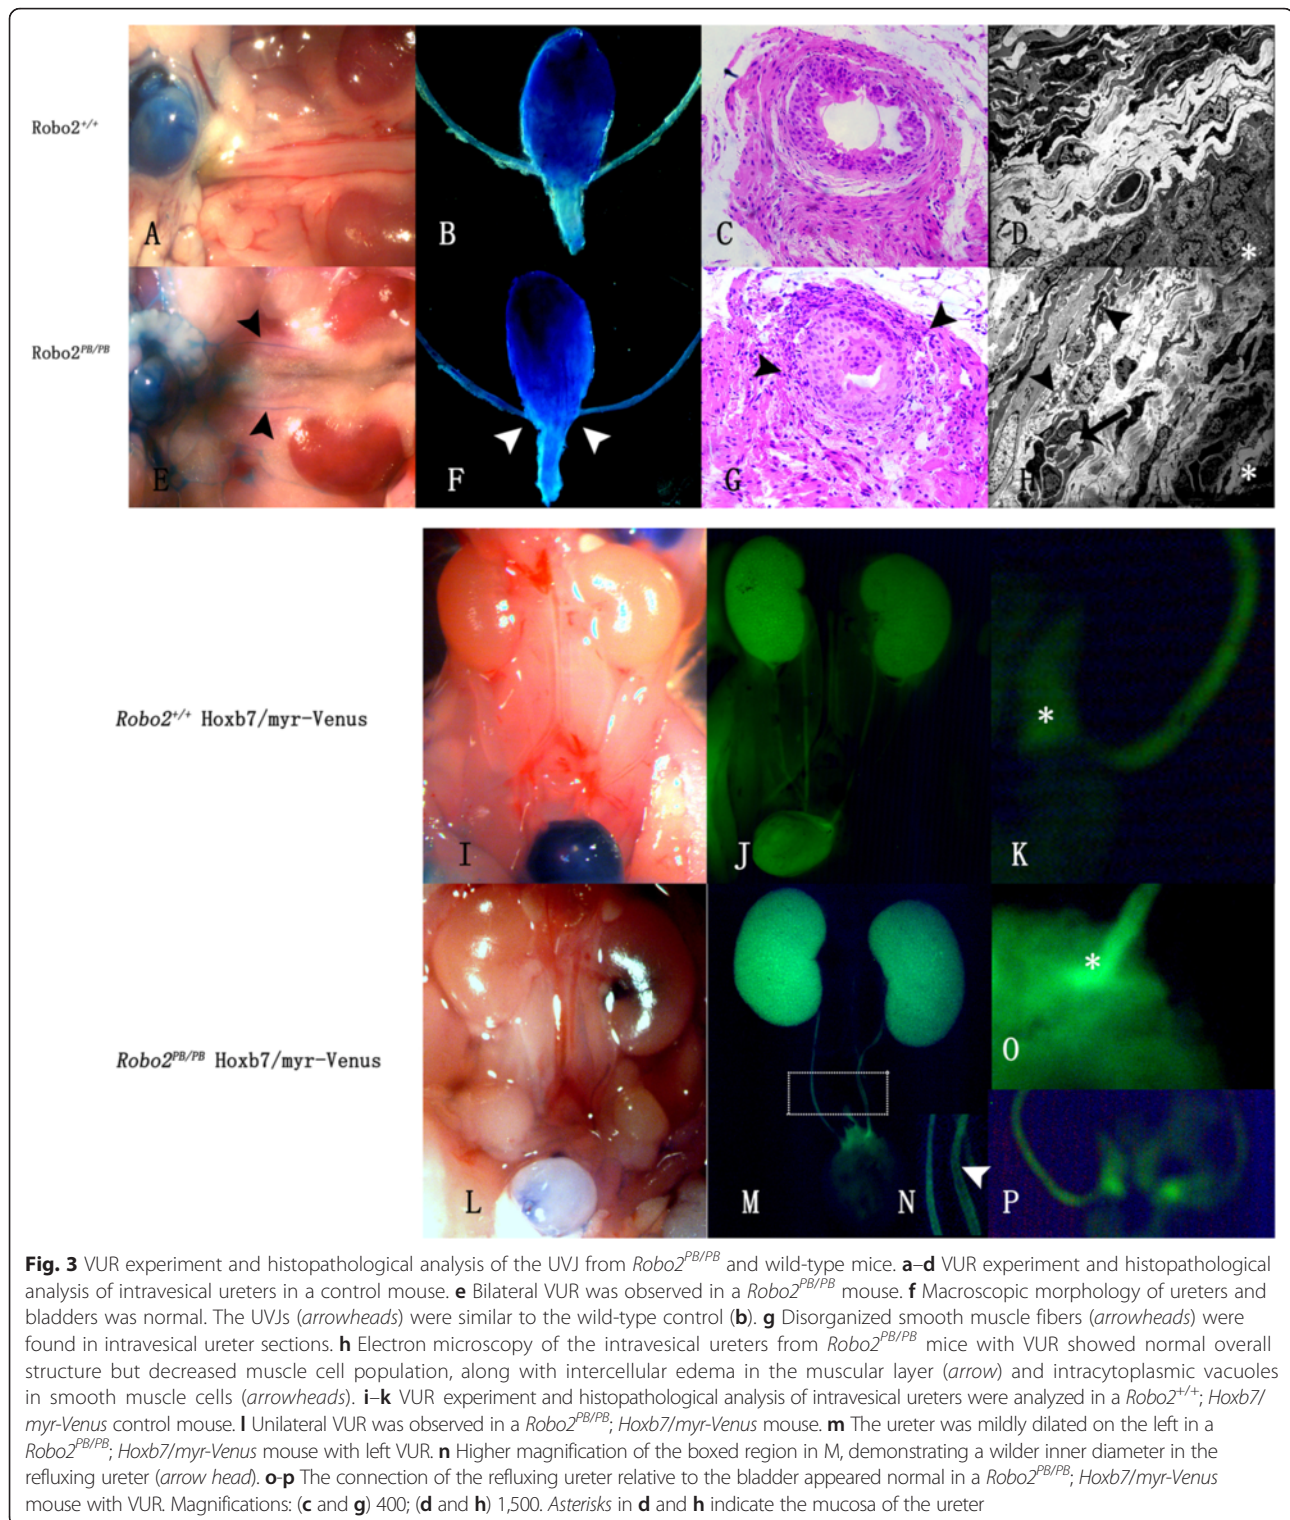 Robo2+/+
A
B
C
D
*
Robo2PB/PB
E
F
G
H
*
Robo2+/+ Hoxb7/myr-Venus
I
J
K
*
Robo2PB/PB Hoxb7/myr-Venus
L
M
N
O
*
P
Fig. 3 VUR experiment and histopathological analysis of the UVJ from Robo2PB/PB and wild-type mice. a–d VUR experiment and histopathological
analysis of intravesical ureters in a control mouse. e Bilateral VUR was observed in a Robo2PB/PB mouse. f Macroscopic morphology of ureters and
bladders was normal. The UVJs (arrowheads) were similar to the wild-type control (b). g Disorganized smooth muscle fibers (arrowheads) were
found in intravesical ureter sections. h Electron microscopy of the intravesical ureters from Robo2PB/PB mice with VUR showed normal overall
structure but decreased muscle cell population, along with intercellular edema in the muscular layer (arrow) and intracytoplasmic vacuoles
in smooth muscle cells (arrowheads). i–k VUR experiment and histopathological analysis of intravesical ureters were analyzed in a Robo2+/+; Hoxb7/
myr-Venus control mouse. l Unilateral VUR was observed in a Robo2PB/PB; Hoxb7/myr-Venus mouse. m The ureter was mildly dilated on the left in a
Robo2PB/PB; Hoxb7/myr-Venus mouse with left VUR. n Higher magnification of the boxed region in M, demonstrating a wilder inner diameter in the
refluxing ureter (arrow head). o-p The connection of the refluxing ureter relative to the bladder appeared normal in a Robo2PB/PB; Hoxb7/myr-Venus
mouse with VUR. Magnifications: (c and g) 400; (d and h) 1,500. Asterisks in d and h indicate the mucosa of the ureter